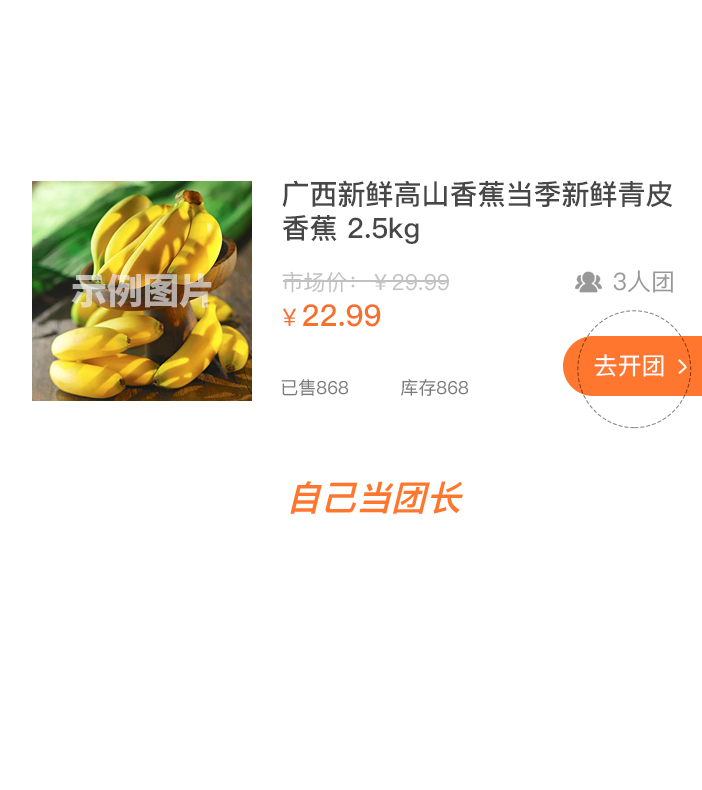 广西新鲜高山香蕉当季新鲜青皮
香蕉 2.5kg
示例图片
市场价：￥29.99
3人团
￥22.99
去开团
已售868
库存868
自己当团长